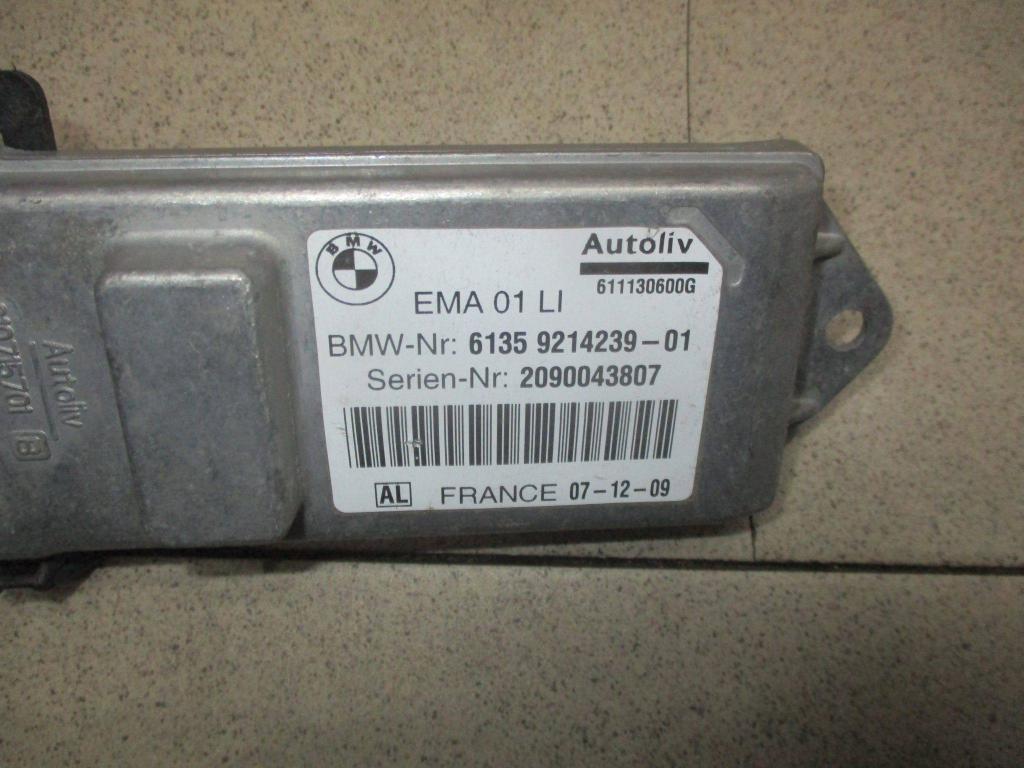 BMW
Autoliv
611130600G
EMA 01 LI
BMW-Nr: 6135 9214239-01
Serien-Nr: 2090043807
AL FRANCE 07-12-09
Autoliv
B